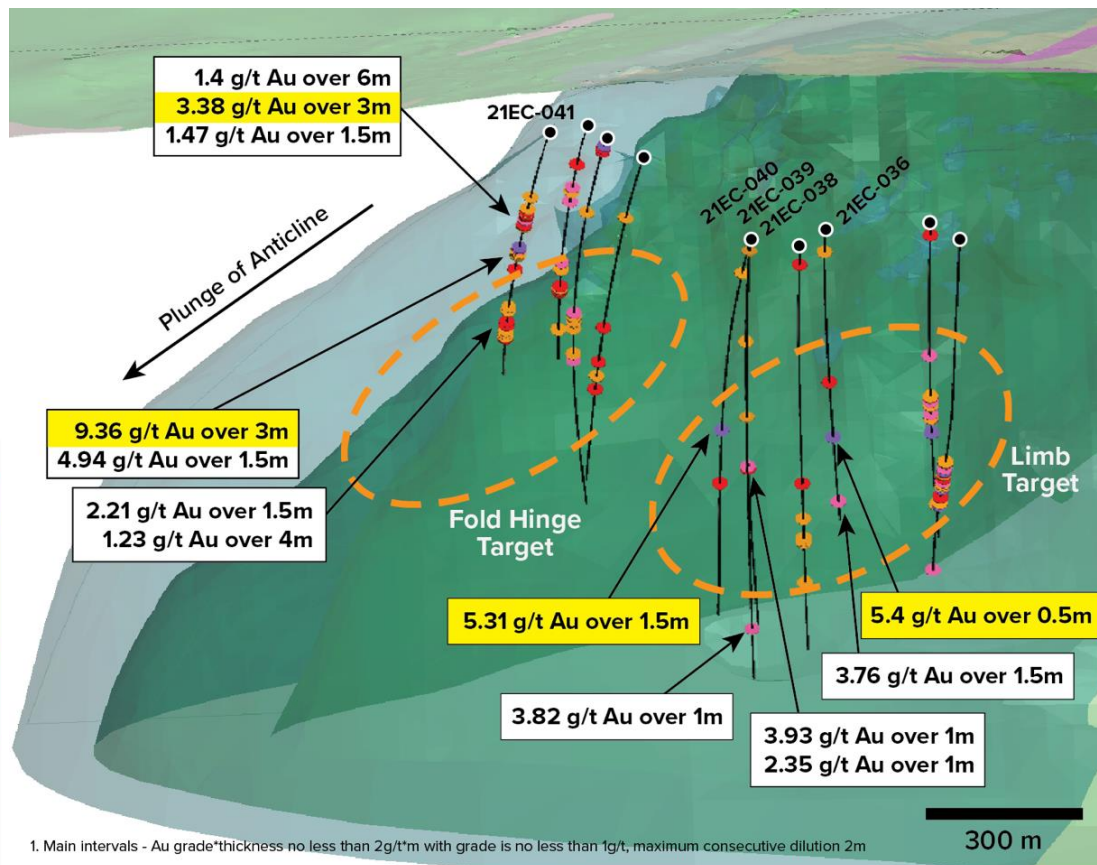 1.4 g/t Au over 6m
3.38 g/t Au over 3m
1.47 g/t Au over 1.5m
21EC-041
21EC-040
21EC-039
21EC-038
21EC-036
Plunge of Anticline
9.36 g/t Au over 3m
4.94 g/t Au over 1.5m
2.21 g/t Au over 1.5m
1.23 g/t Au over 4m
Fold Hinge
Target
Limb
Target
5.31 g/t Au over 1.5m
5.4 g/t Au over 0.5m
3.76 g/t Au over 1.5m
3.82 g/t Au over 1m
3.93 g/t Au over 1m
2.35 g/t Au over 1m
300 m
1. Main intervals - Au grade*thickness no less than 2g/t*m with grade is no less than 1g/t, maximum consecutive dilution 2m